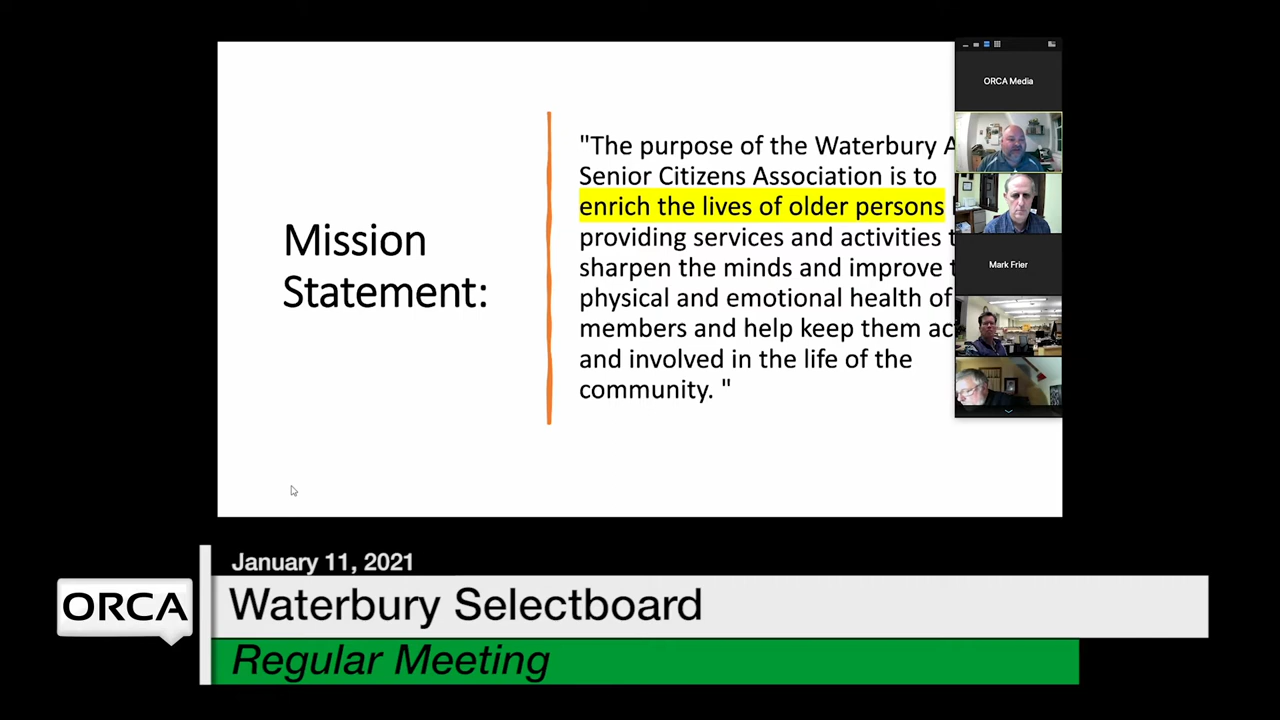 ORCA Media
Mark Frier
Mission
Statement:
"The purpose of the Waterbury A
Senior Citizens Association is to
enrich the lives of older persons
providing services and activities t
sharpen the minds and improve t
physical and emotional health of
members and help keep them ac
and involved in the life of the
community. "
January 11, 2021
ORCA
Waterbury Selectboard
Regular Meeting